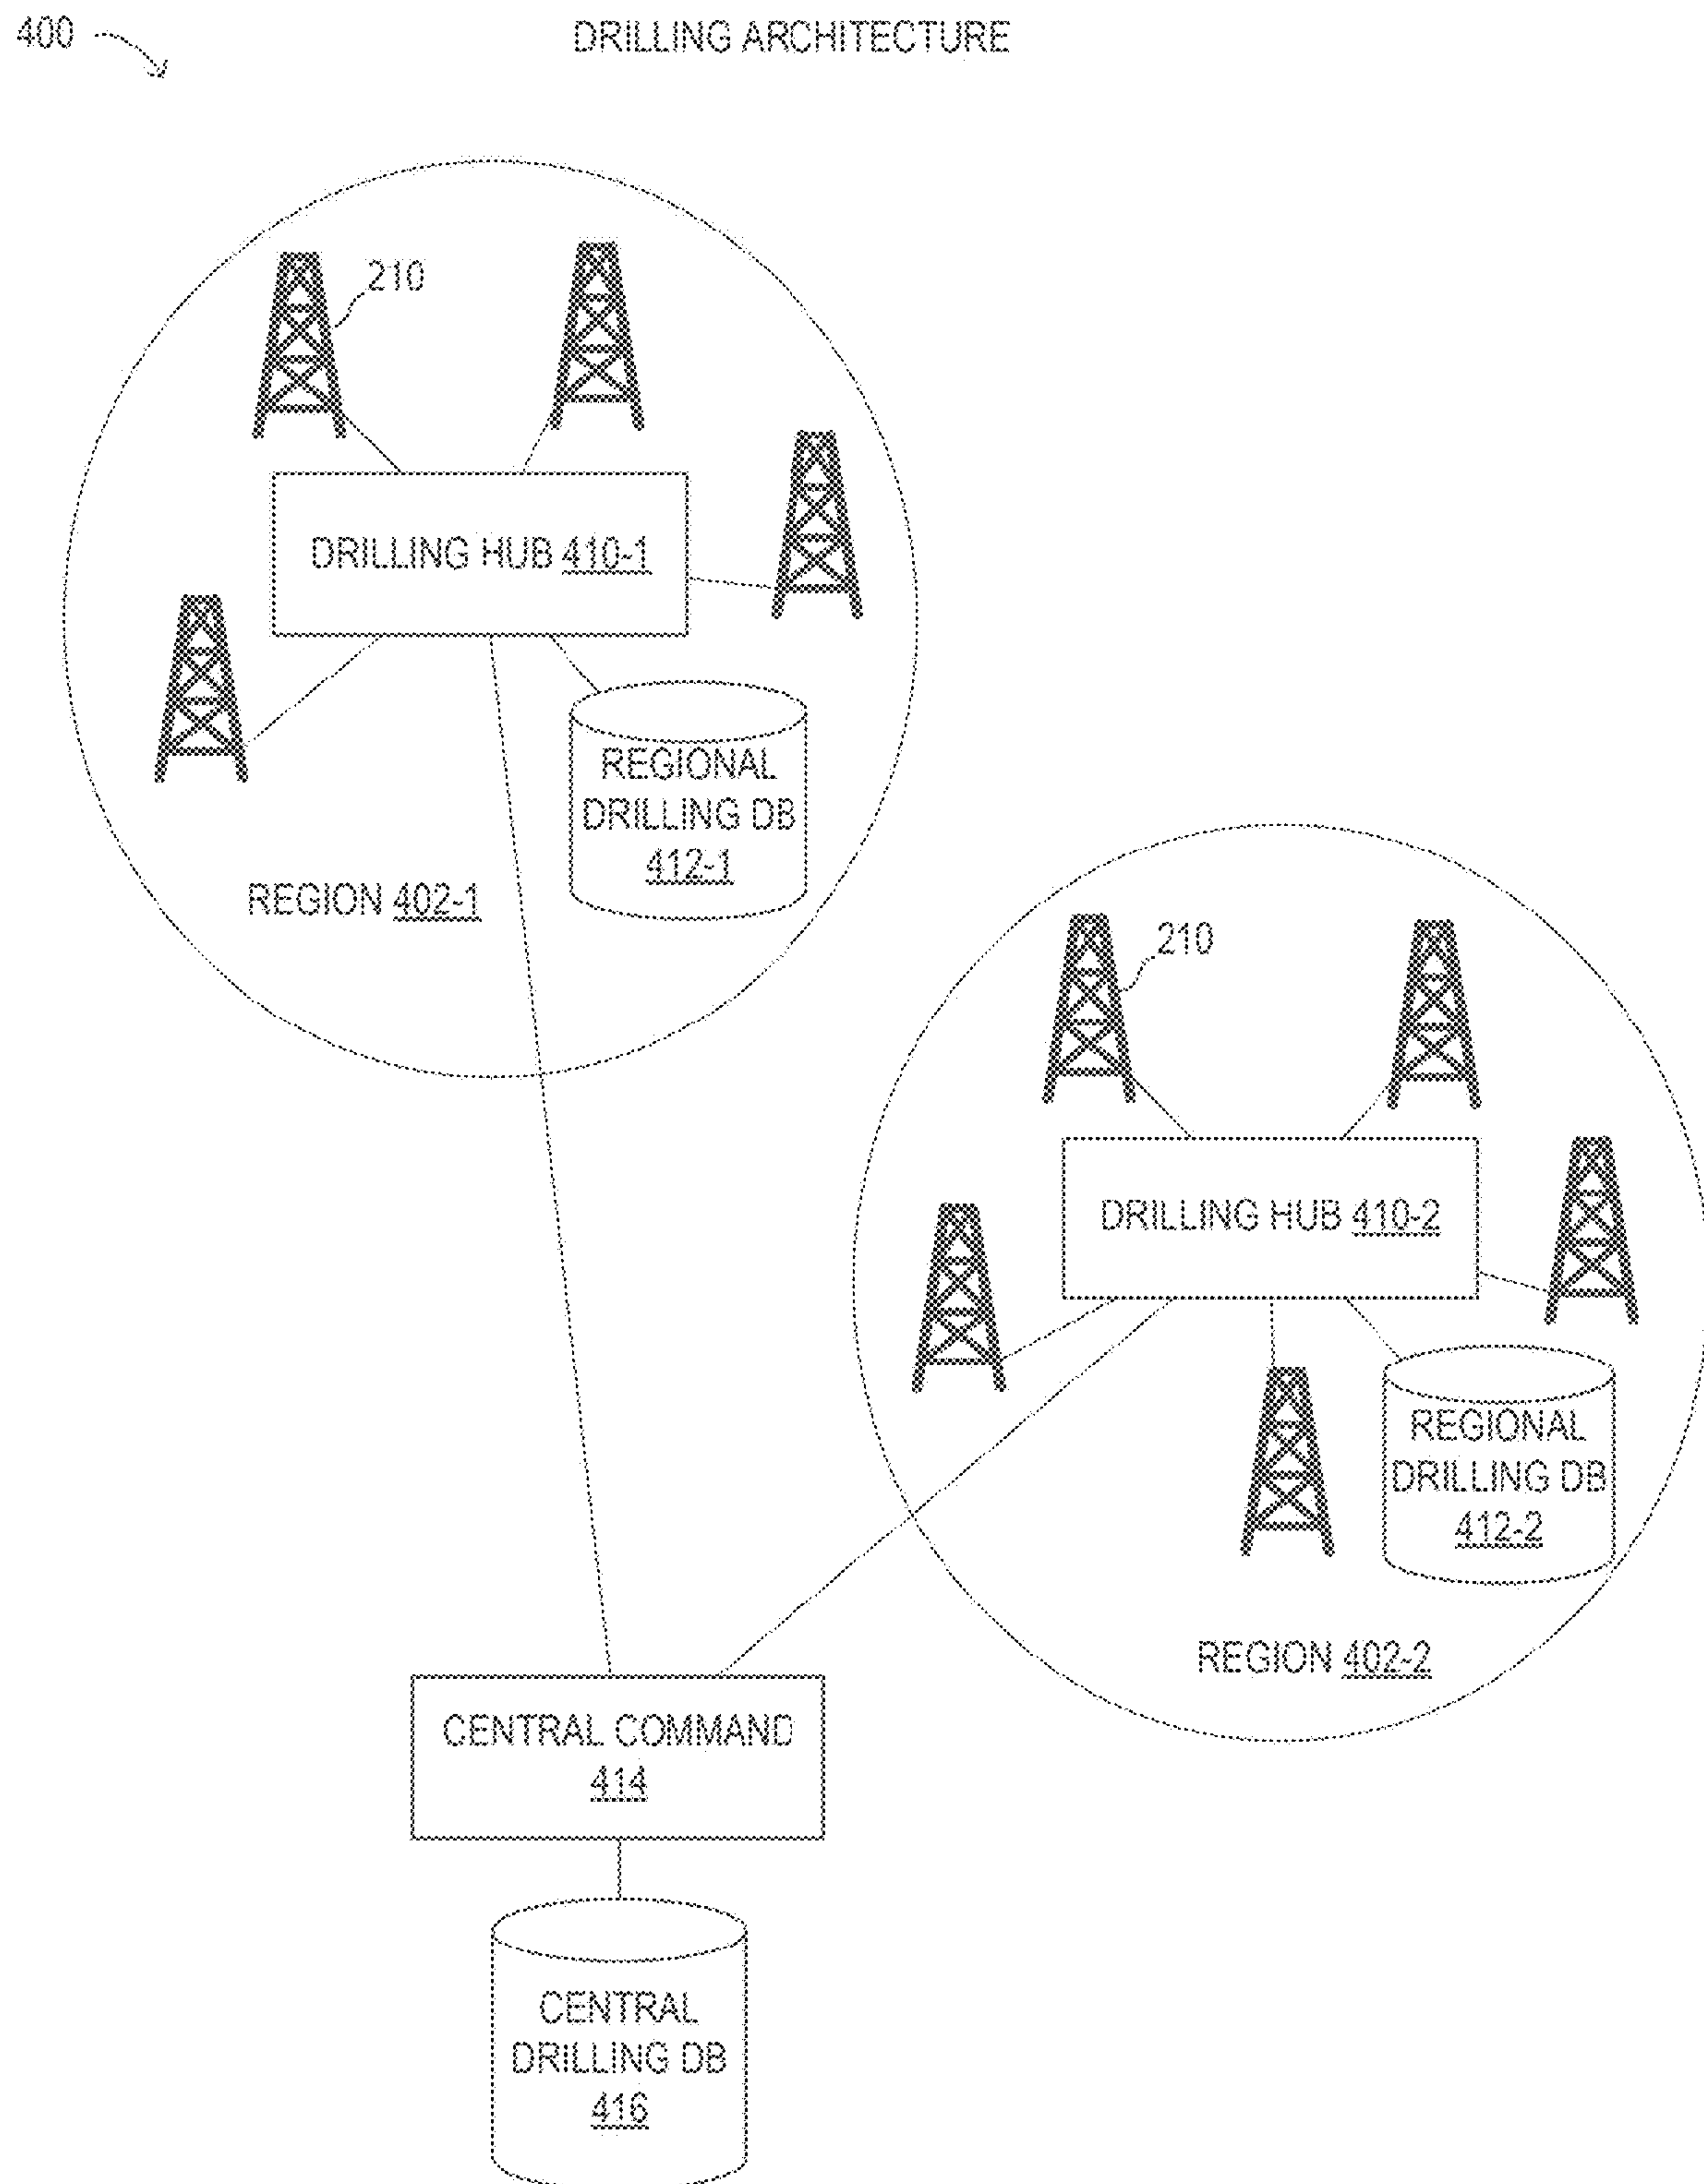 400
DRILLING ARCHITECTURE
210
DRILLING HUB 410-1
REGIONAL
DRILLING DB
412-1
REGION 402-1
210
DRILLING HUB 410-2
REGIONAL
DRILLING DB
412-2
REGION 402-2
CENTRAL COMMAND
414
CENTRAL
DRILLING DB
416